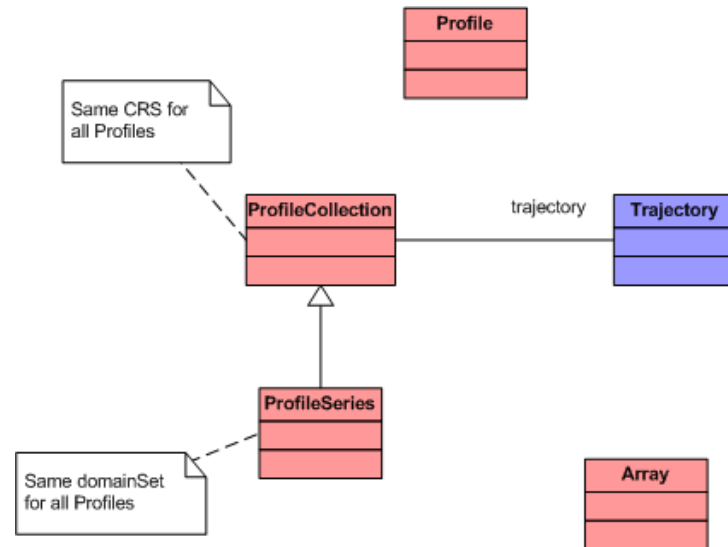 Profile
Same CRS for
all Profiles
ProfileCollection
trajectory
Trajectory
ProfileSeries
Same domainSet
for all Profiles
Array